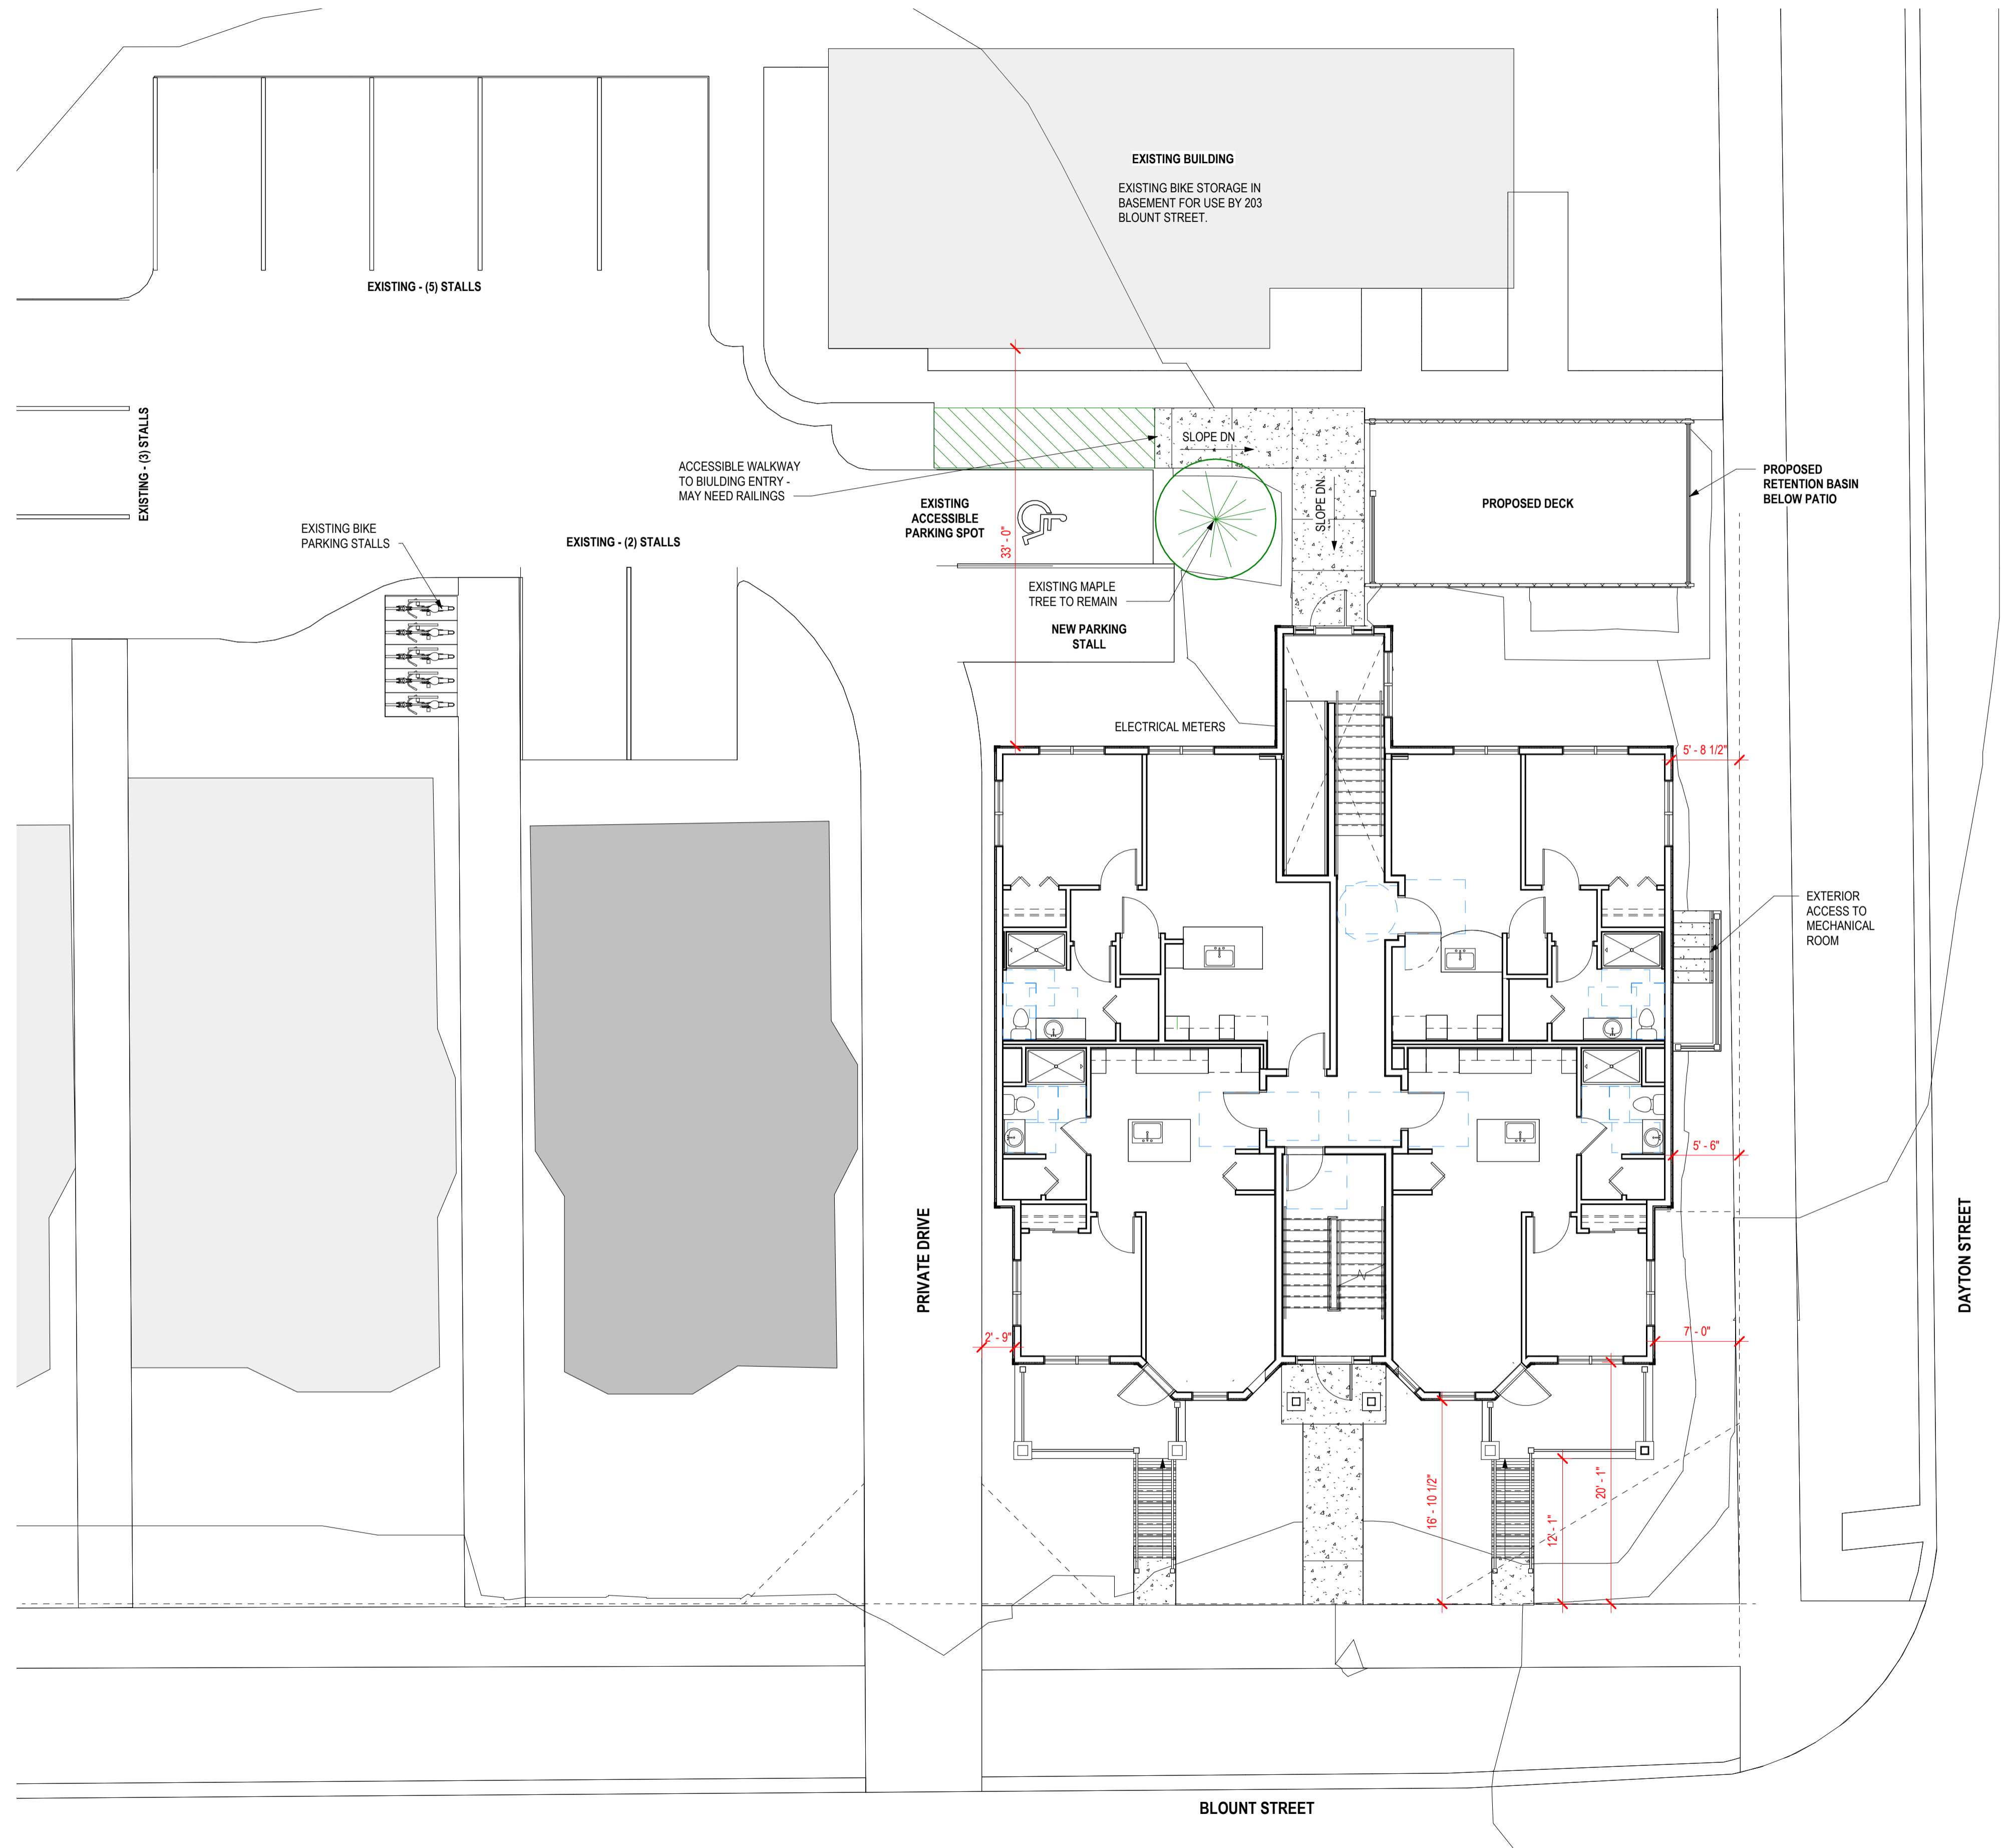 EXISTING BUILDING
EXISTING BIKE STORAGE IN
BASEMENT FOR USE BY 203
BLOUNT STREET.
EXISTING - (5) STALLS
EXISTING - (3) STALLS
SLOPE DN
SLOPE DN
ACCESSIBLE WALKWAY
TO BIULDING ENTRY -
MAY NEED RAILINGS
EXISTING
ACCESSIBLE
PARKING SPOT
33' - 0"
PROPOSED DECK
PROPOSED
RETENTION BASIN
BELOW PATIO
EXISTING BIKE
PARKING STALLS
EXISTING - (2) STALLS
EXISTING MAPLE
TREE TO REMAIN
NEW PARKING
STALL
ELECTRICAL METERS
5' - 8 1/2"
EXTERIOR
ACCESS TO
MECHANICAL
ROOM
5' - 6"
PRIVATE DRIVE
DAYTON STREET
2' - 9"
7' - 0"
16' - 10 1/2"
12' - 1"
20' - 1"
BLOUNT STREET